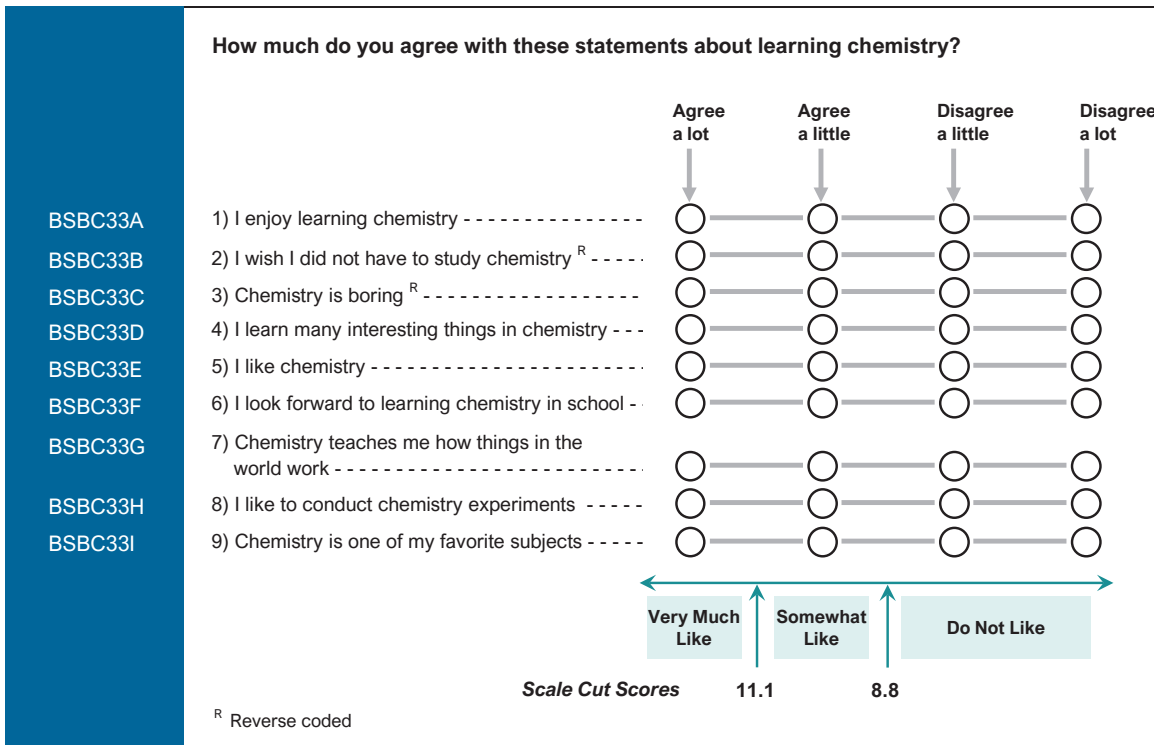 How much do you agree with these statements about learning chemistry?
Agree a lot
Agree a little
Disagree a little
Disagree a lot
BSBC33A 1) I enjoy learning chemistry - - - - - - - - - - - - - - -
BSBC33B 2) I wish I did not have to study chemistry R - - - - -
BSBC33C 3) Chemistry is boring R - - - - - - - - - - - - - - - - - -
BSBC33D 4) I learn many interesting things in chemistry - - -
BSBC33E 5) I like chemistry - - - - - - - - - - - - - - - - - - - - - - -
BSBC33F 6) I look forward to learning chemistry in school -
BSBC33G 7) Chemistry teaches me how things in the
world work - - - - - - - - - - - - - - - - - - - - - - - - - -
BSBC33H 8) I like to conduct chemistry experiments - - - - -
BSBC33I 9) Chemistry is one of my favorite subjects - - - - -
Very Much Like
Somewhat Like
Do Not Like
Scale Cut Scores 11.1 8.8
R Reverse coded